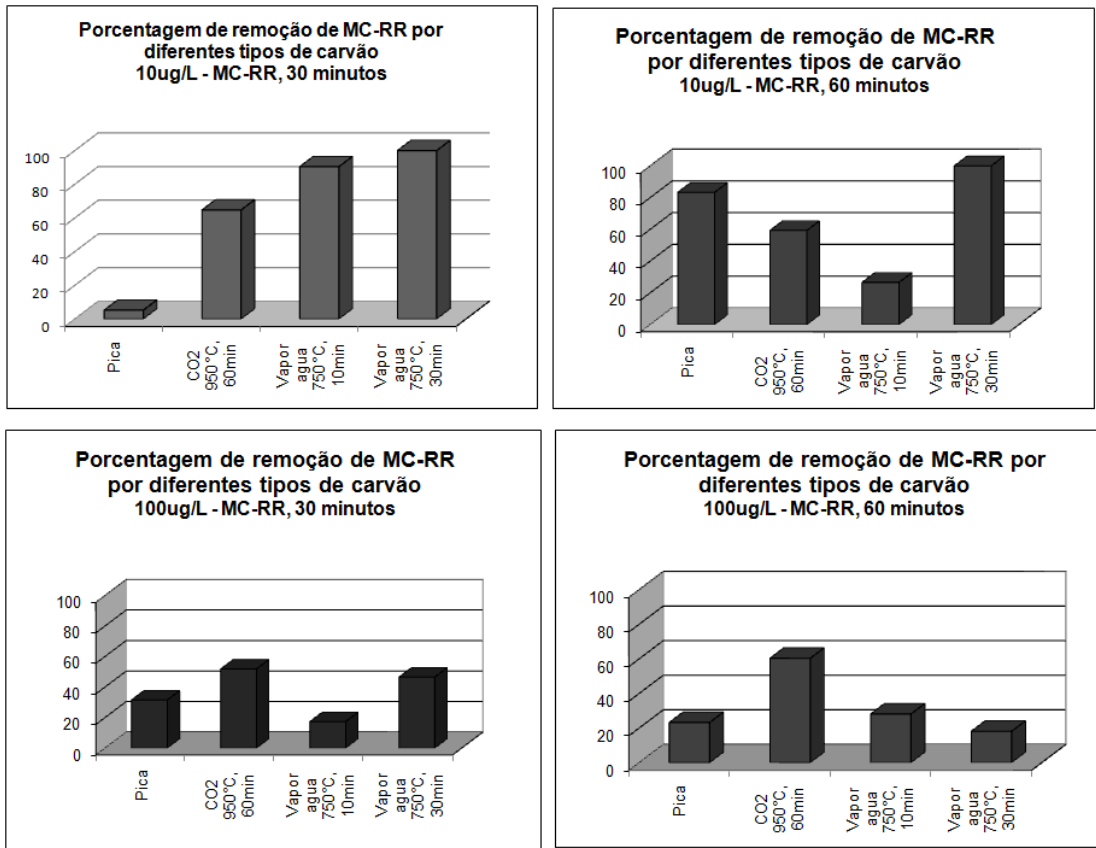 Porcentagem de remoção de MC-RR por
diferentes tipos de carvão
10ug/L - MC-RR, 30 minutos
100
80
60
40
20
0
Pica
CO2
950°C,
60min
Vapor
agua
750°C,
10min
Vapor
agua
750°C,
30min
Porcentagem de remoção de MC-RR
por diferentes tipos de carvão
10ug/L - MC-RR, 60 minutos
100
80
60
40
20
0
Pica
CO2
950°C,
60min
Vapor
agua
750°C,
10min
Vapor
agua
750°C,
30min
Porcentagem de remoção de MC-RR
por diferentes tipos de carvão
100ug/L - MC-RR, 30 minutos
100
80
60
40
20
0
Pica
CO2
950°C,
60min
Vapor
agua
750°C,
10min
Vapor
agua
750°C,
30min
Porcentagem de remoção de MC-RR por
diferentes tipos de carvão
100ug/L - MC-RR, 60 minutos
100
80
60
40
20
0
Pica
CO2
950°C,
60min
Vapor
agua
750°C,
10min
Vapor
agua
750°C,
30min